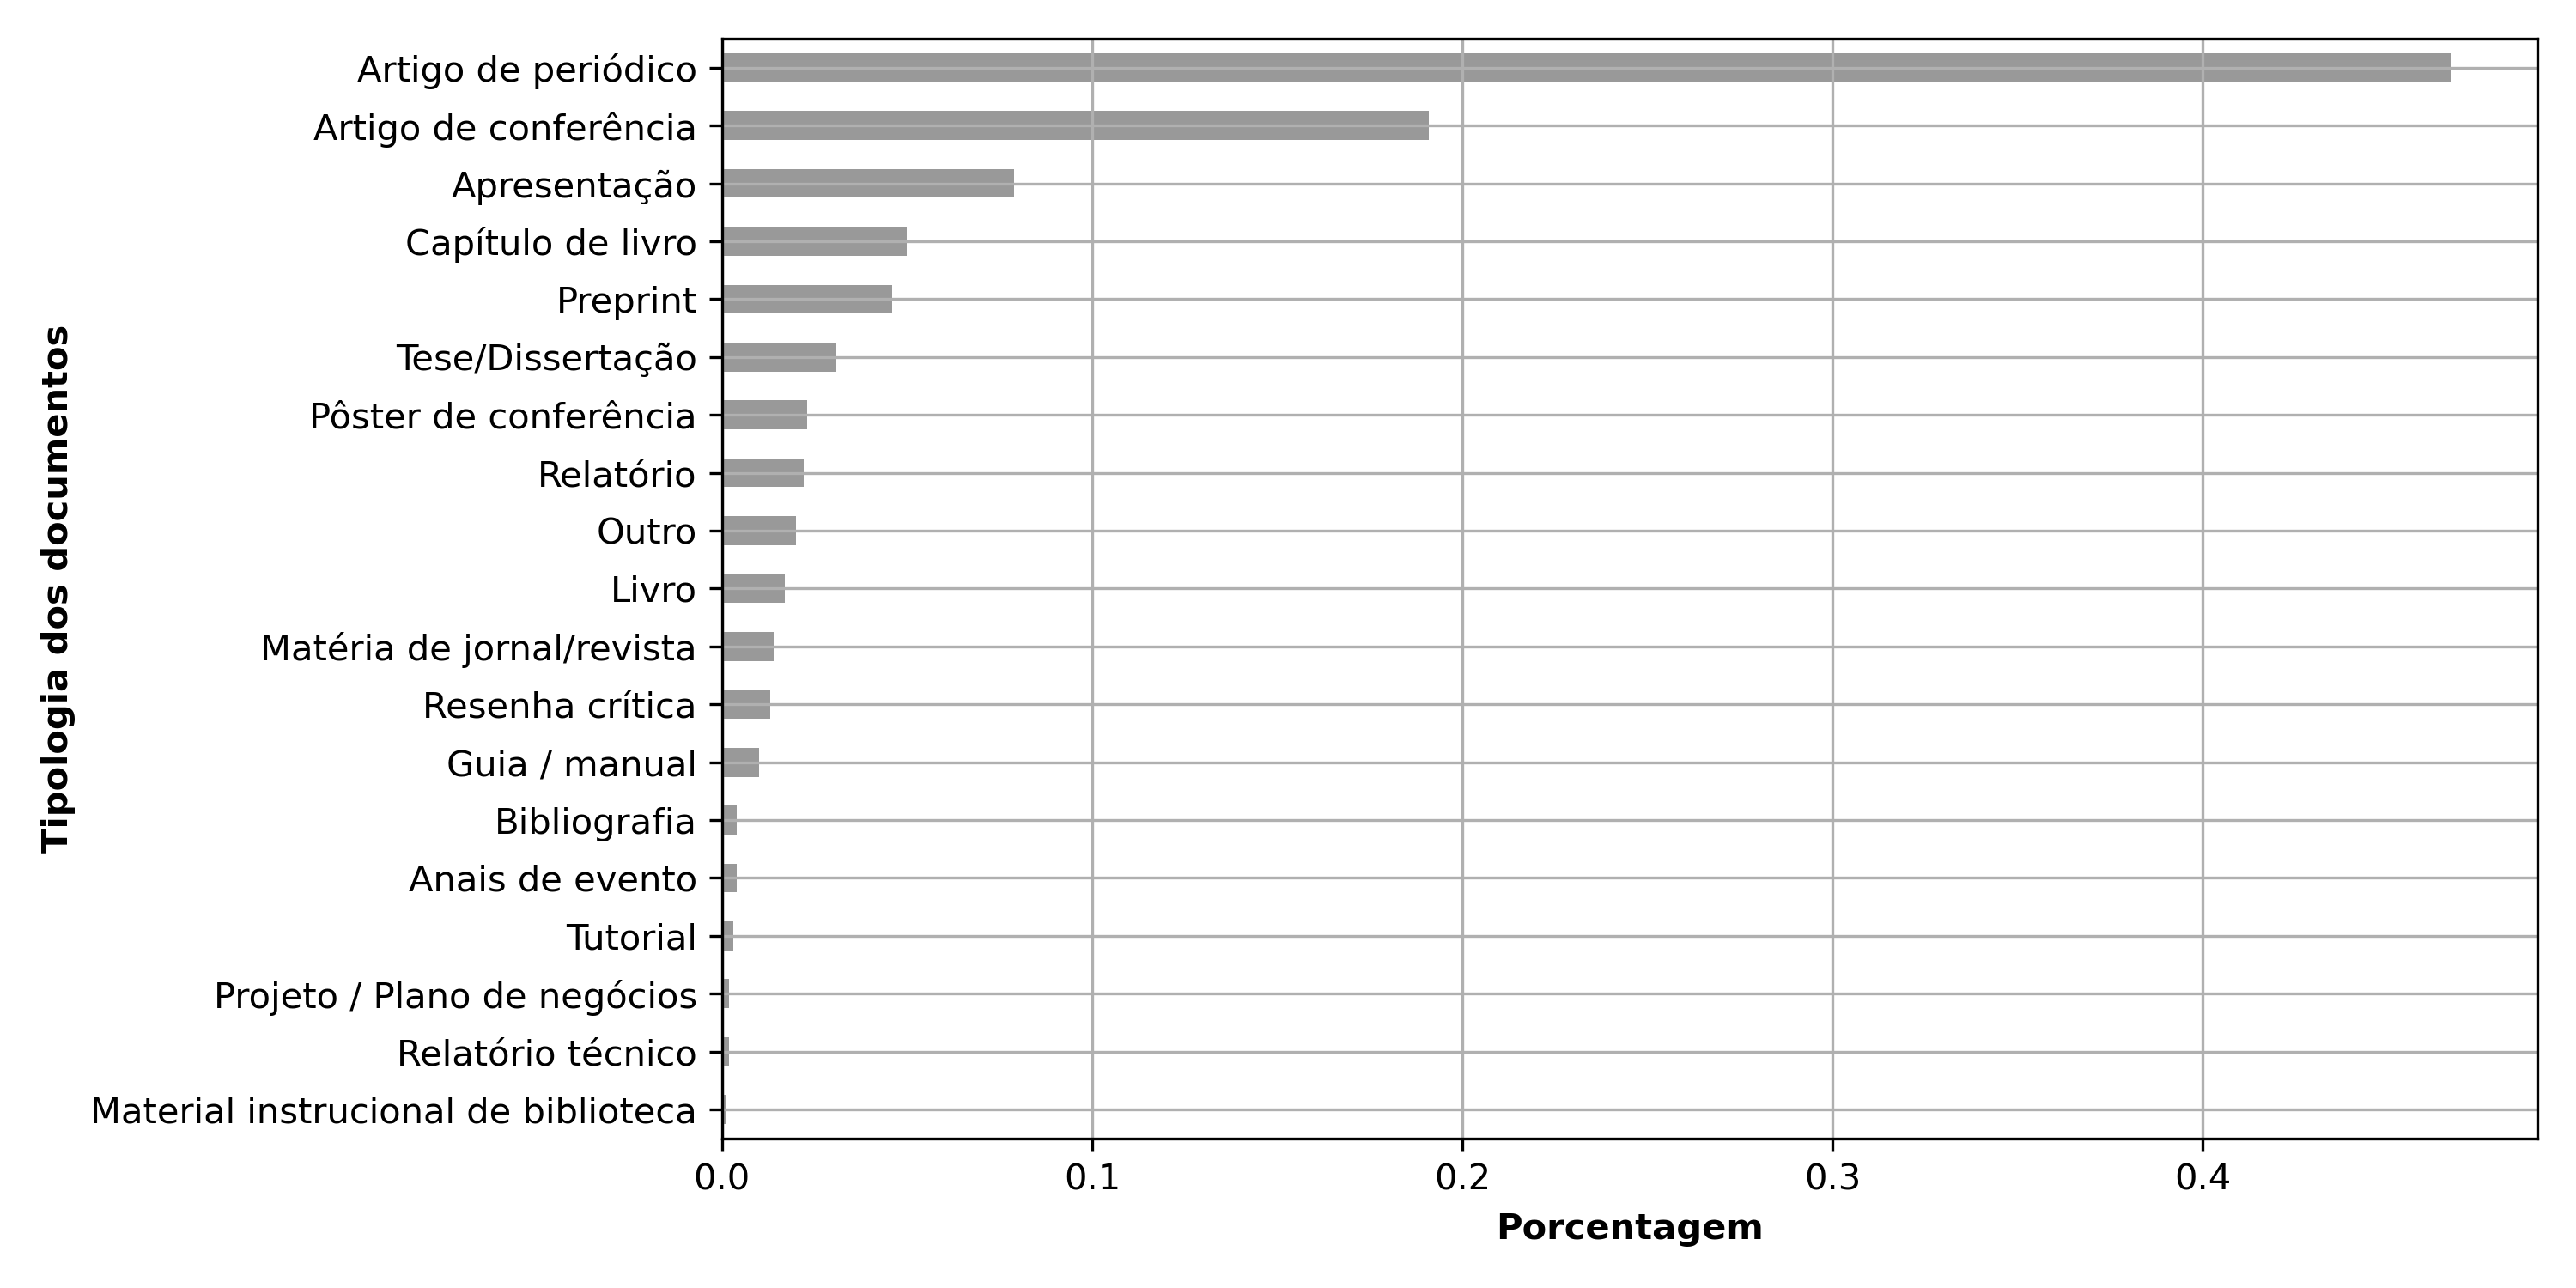 Tipologia dos documentos
Artigo de periódico
Artigo de conferência
Apresentação
Capítulo de livro
Preprint
Tese/Dissertação
Pôster de conferência
Relatório
Outro
Livro
Matéria de jornal/revista
Resenha crítica
Guia / manual
Bibliografia
Anais de evento
Tutorial
Projeto / Plano de negócios
Relatório técnico
Material instrucional de biblioteca
0.0 0.1 0.2 0.3 0.4
Porcentagem